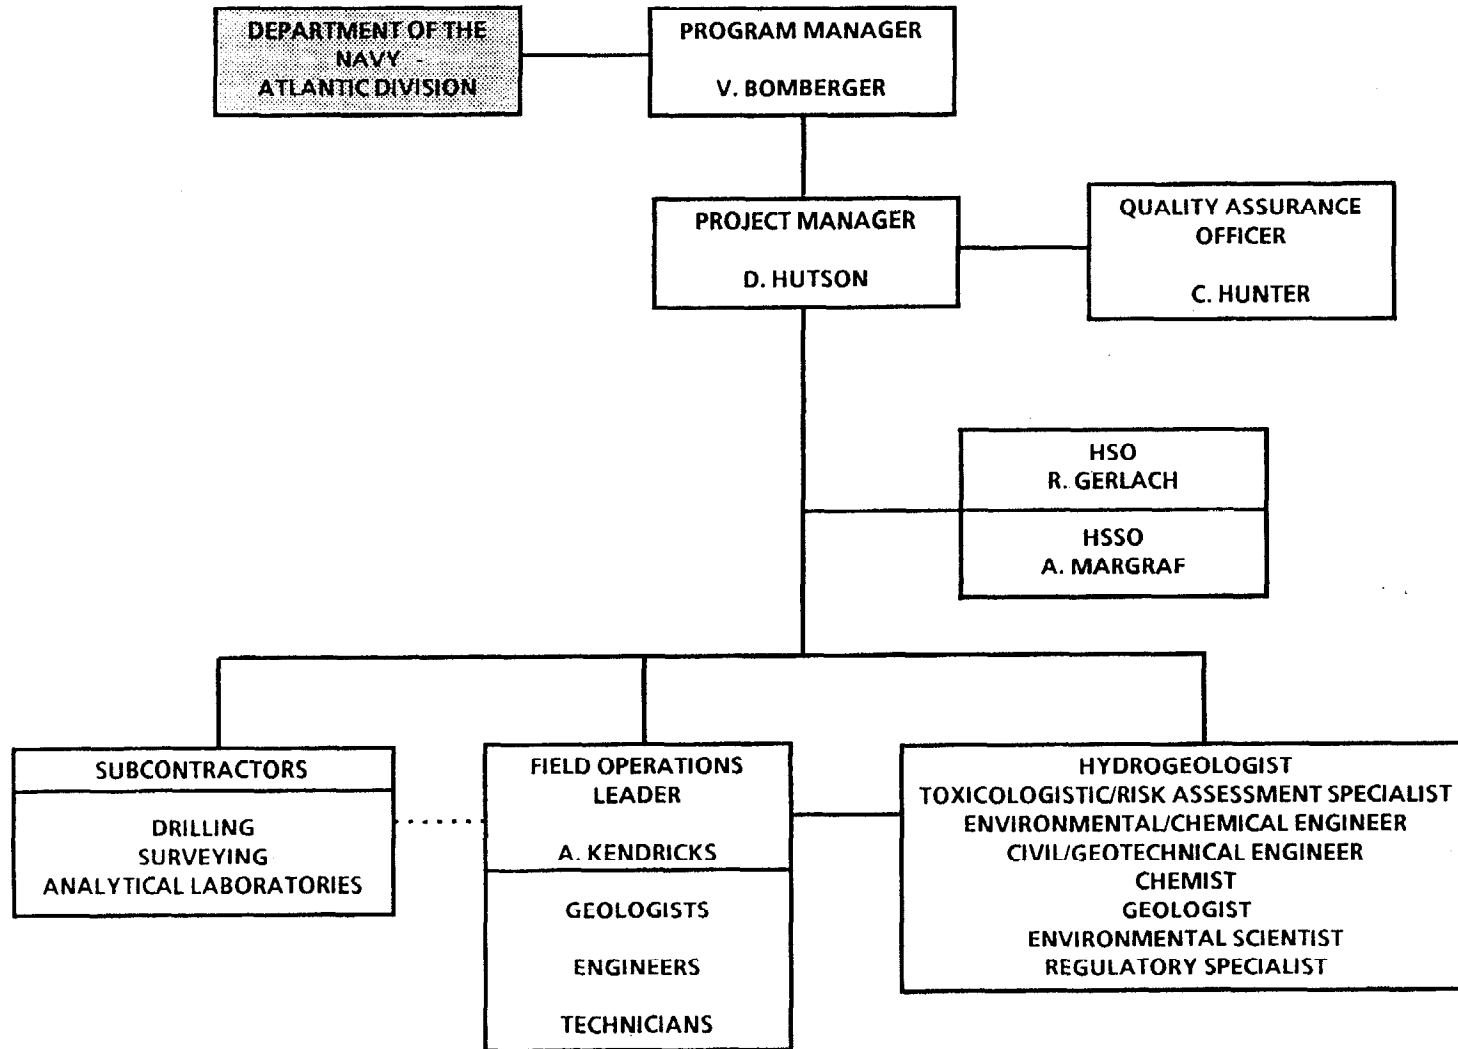 DEPARTMENT OF THE
NAVY -
ATLANTIC DIVISION
PROGRAM MANAGER
V. BOMBERGER
PROJECT MANAGER
D. HUTSON
QUALITY ASSURANCE
OFFICER
C. HUNTER
HSO
R. GERLACH
HSSO
A. MARGRAF
SUBCONTRACTORS
DRILLING
SURVEYING
ANALYTICAL LABORATORIES
FIELD OPERATIONS
LEADER
A. KENDRICKS
GEOLOGISTS
ENGINEERS
TECHNICIANS
HYDROGEOLOGIST
TOXICOLOGISTIC/RISK ASSESSMENT SPECIALIST
ENVIRONMENTAL/CHEMICAL ENGINEER
CIVIL/GEOTECHNICAL ENGINEER
CHEMIST
GEOLOGIST
ENVIRONMENTAL SCIENTIST
REGULATORY SPECIALIST